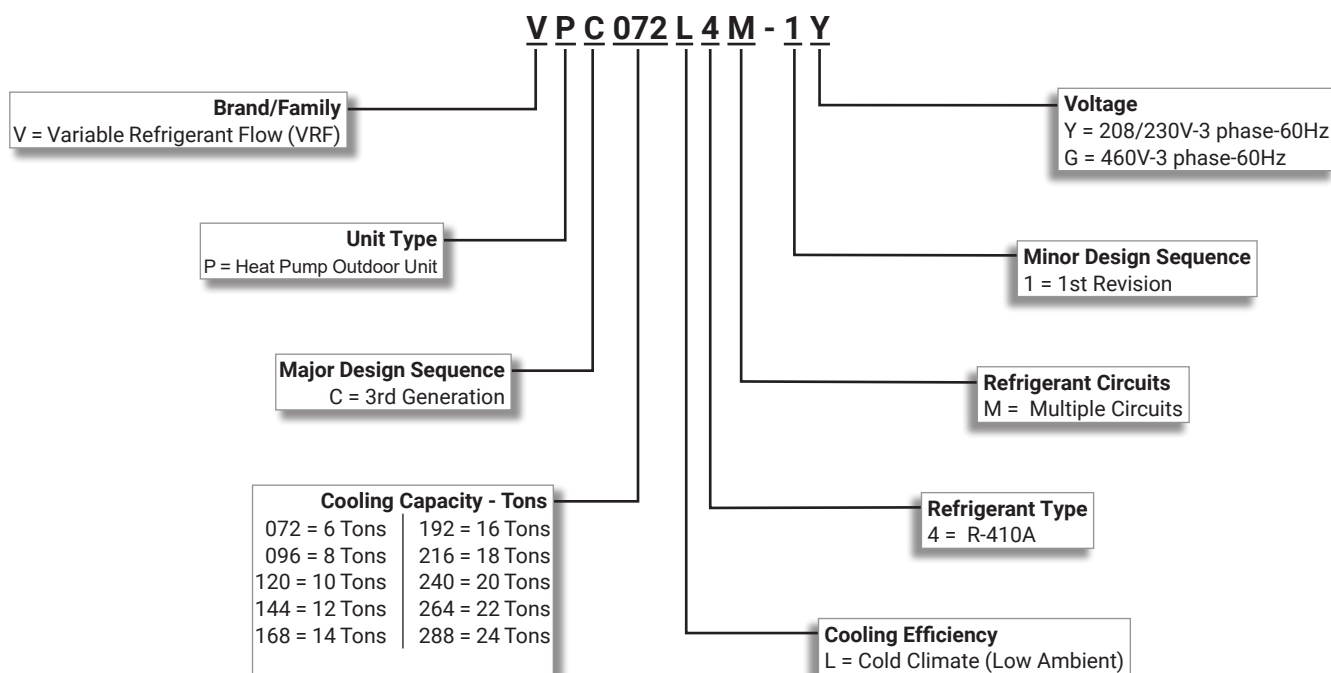 V P C 072 L 4 M - 1 Y
Brand/Family
V = Variable Refrigerant Flow (VRF)
Voltage
Y = 208/230V-3 phase-60Hz
G = 460V-3 phase-60Hz
Unit Type
P = Heat Pump Outdoor Unit
Minor Design Sequence
1 = 1st Revision
Major Design Sequence
C = 3rd Generation
Refrigerant Circuits
M = Multiple Circuits
Cooling Capacity - Tons
072 = 6 Tons 192 = 16 Tons
096 = 8 Tons 216 = 18 Tons
120 = 10 Tons 240 = 20 Tons
144 = 12 Tons 264 = 22 Tons
168 = 14 Tons 288 = 24 Tons
Refrigerant Type
4 = R-410A
Cooling Efficiency
L = Cold Climate (Low Ambient)